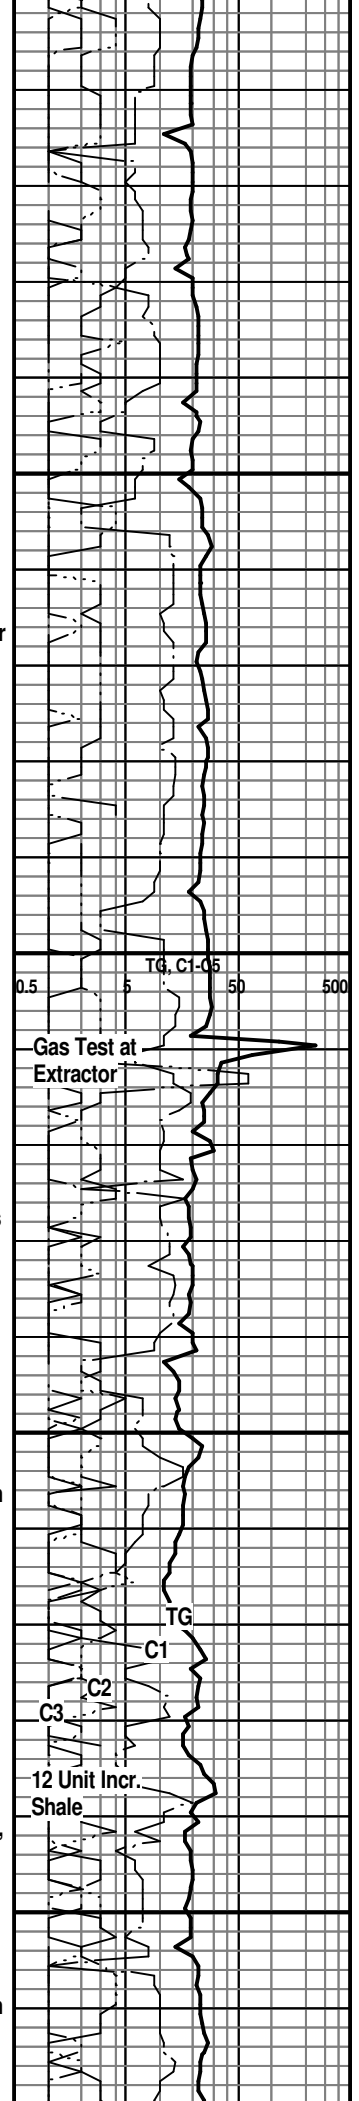 r
TG, C1-C5
0.5 5 50 500
Gas Test at
Extractor
s
n
TG
C1
C2
C3
12 Unit Incr.
Shale
,
n